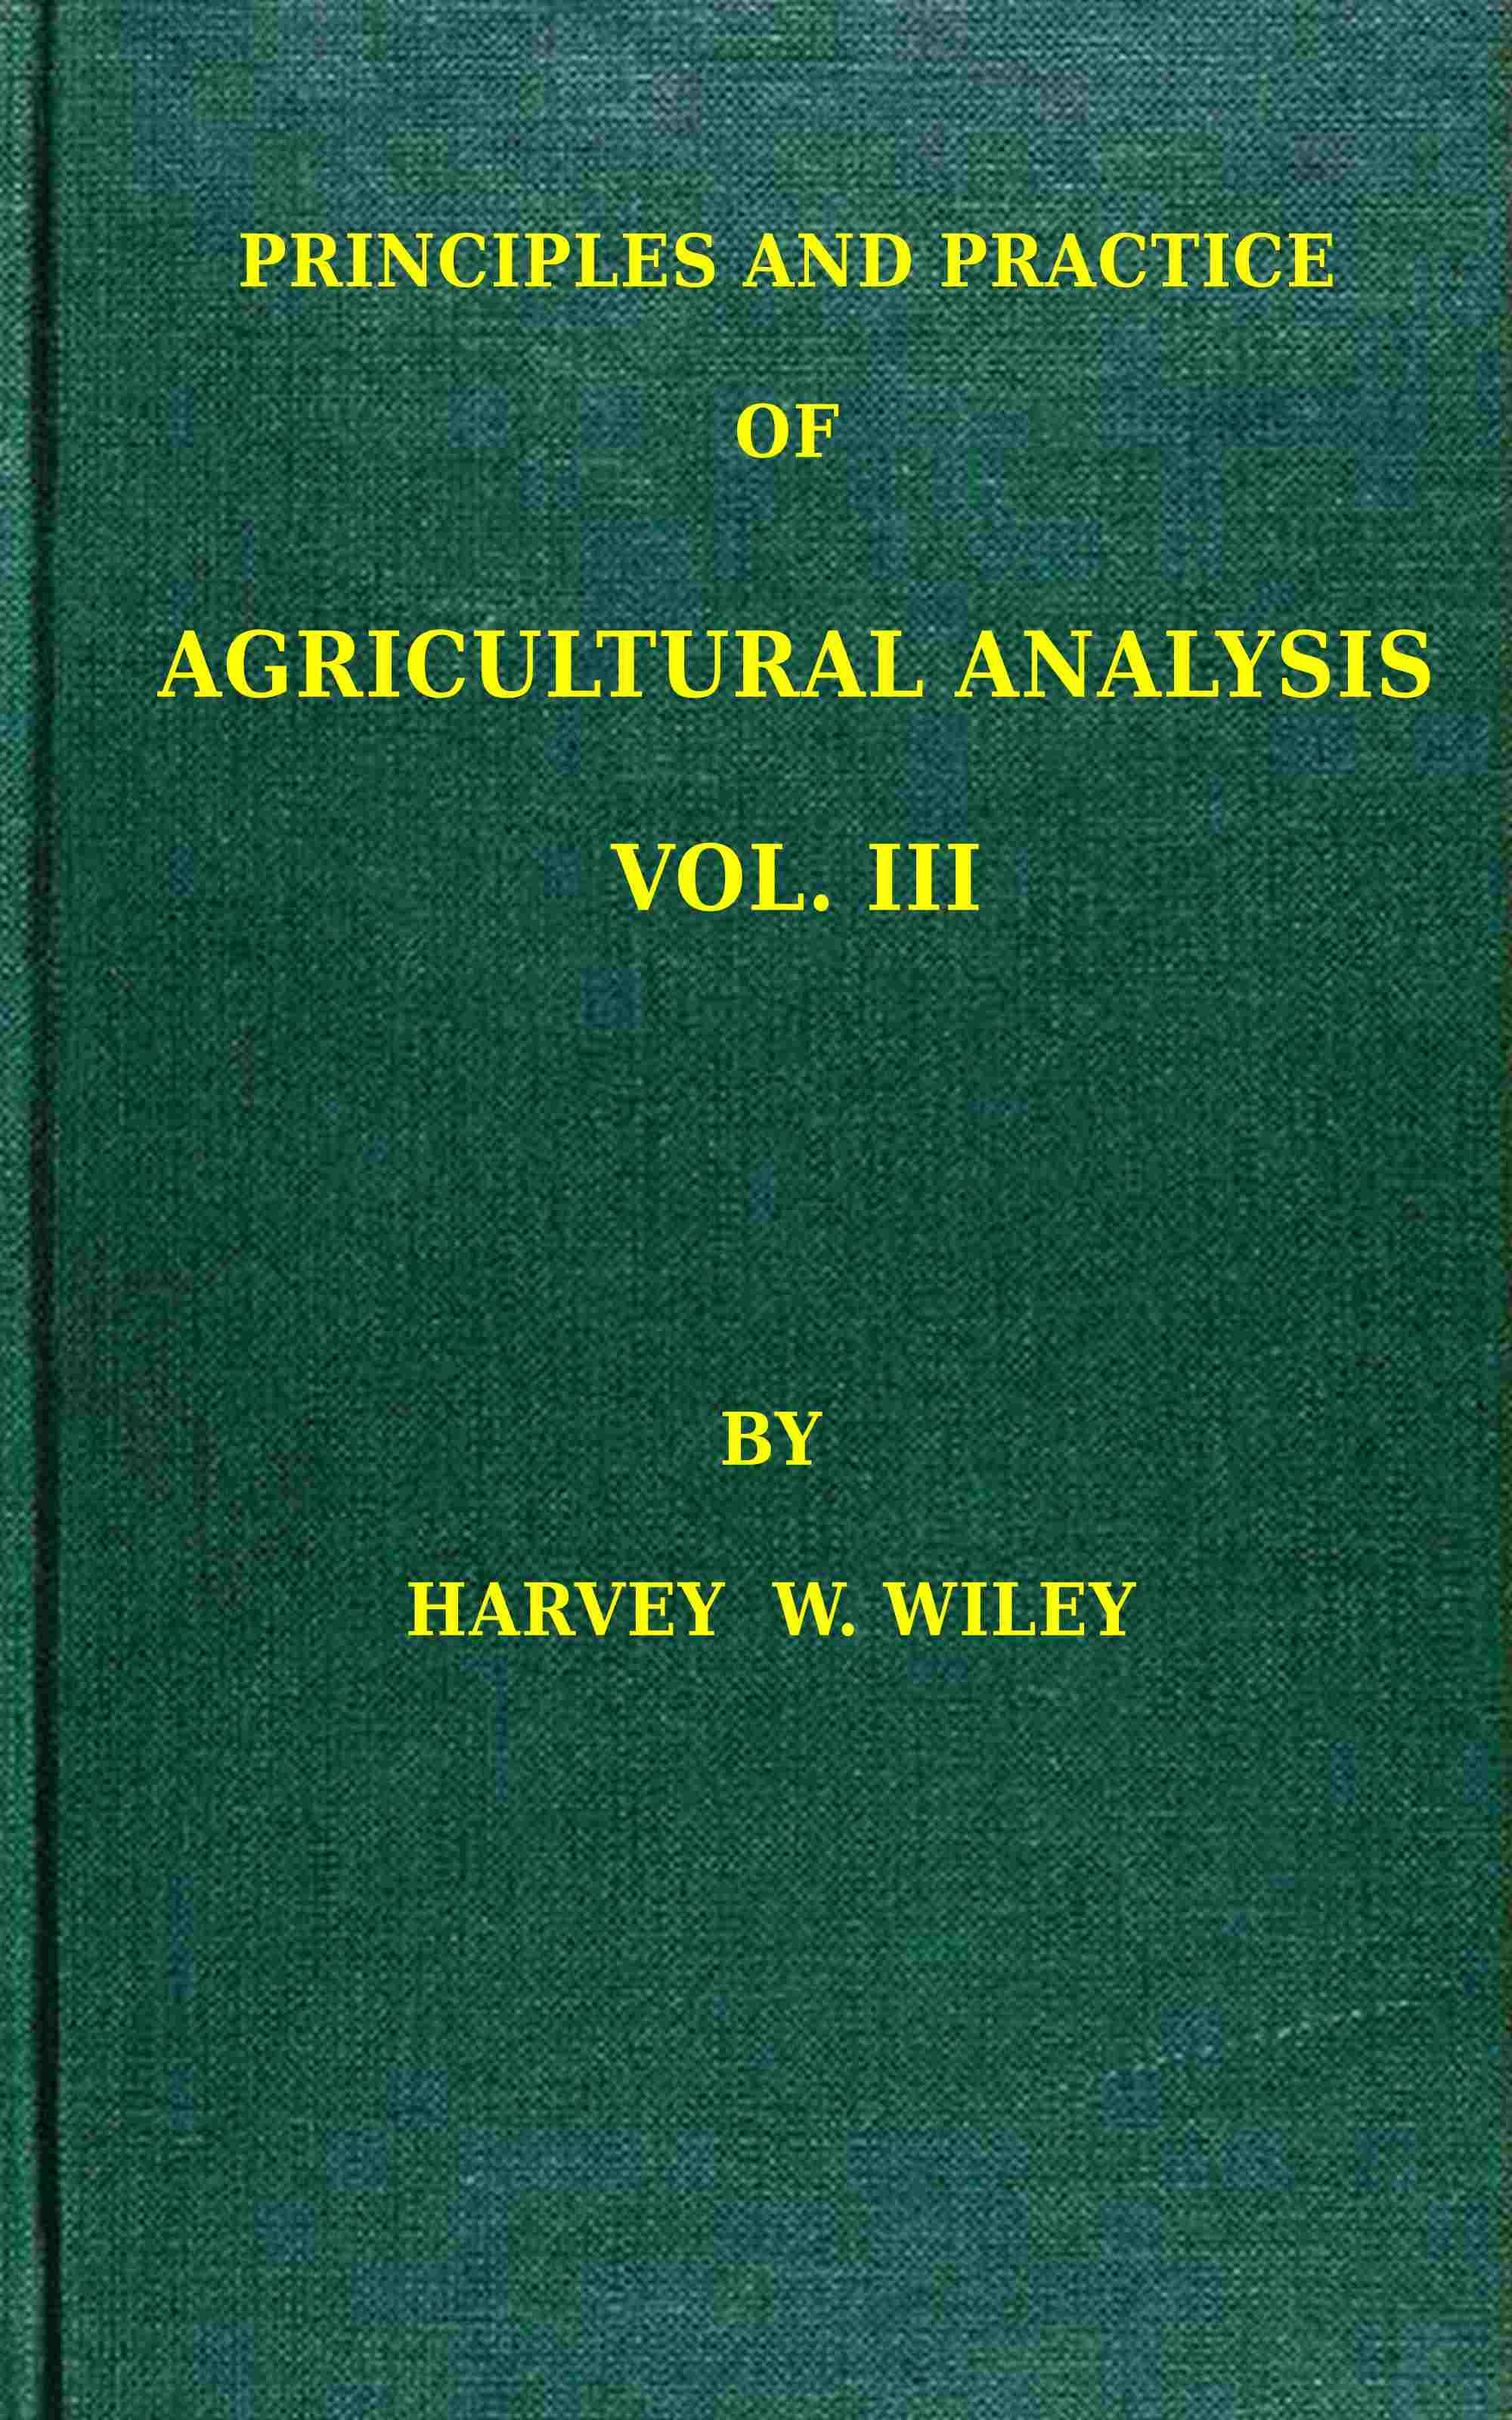 PRINCIPLES AND PRACTICE
OF
AGRICULTURAL ANALYSIS
VOL. III
BY
HARVEY W. WILEY